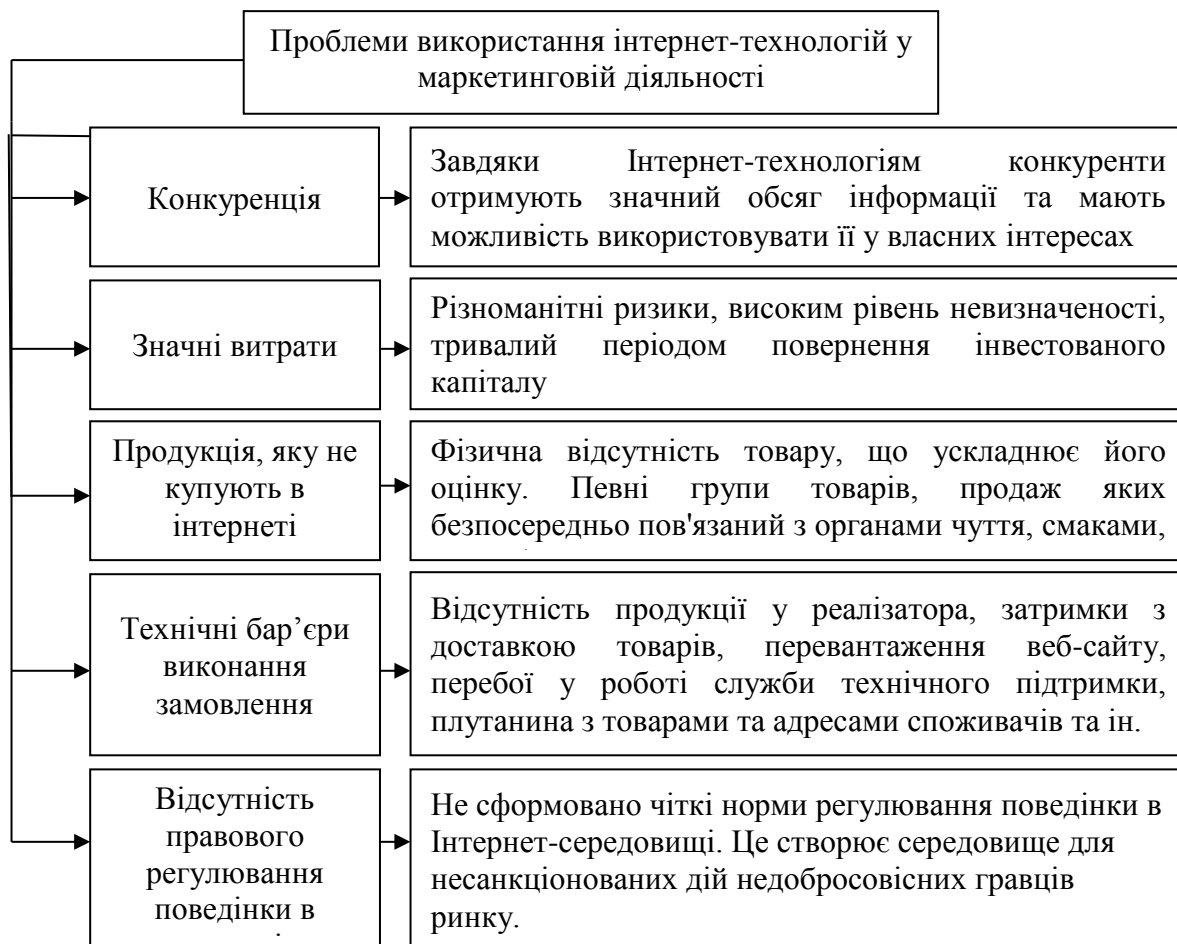 Проблеми використання інтернет-технологій у
маркетинговій діяльності
Конкуренція
Завдяки Інтернет-технологіям конкуренти
отримують значний обсяг інформації та мають
можливість використовувати її у власних інтересах
Значні витрати
Різноманітні ризики, високим рівень невизначеності,
тривалий періодом повернення інвестованого
капіталу
Продукція, яку не
купують в
інтернеті
Фізична відсутність товару, що ускладнює його
оцінку. Певні групи товарів, продаж яких
безпосередньо пов'язаний з органами чуття, смаками,
Технічні бар’єри
виконання
замовлення
Відсутність продукції у реалізатора, затримки з
доставкою товарів, перевантаження веб-сайту,
перебої у роботі служби технічного підтримки,
плутанина з товарами та адресами споживачів та ін.
Відсутність
правового
регулювання
поведінки в
Не сформовано чіткі норми регулювання поведінки в
Інтернет-середовищі. Це створює середовище для
несанкціонованих дій недобросовісних гравців
ринку.